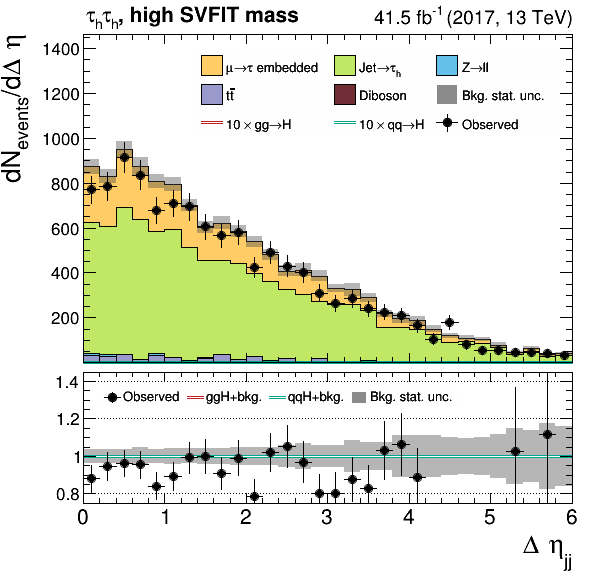 τhτh, high SVFIT mass 41.5 fb-1 (2017, 13 TeV)
dNevents/dΔ η
1400
1200
1000
800
600
400
200
μ→τ embedded Jet→τh Z→ll
tt̄ Diboson Bkg. stat. unc.
10 × gg→H 10 × qq→H Observed
1.4
1.2
1
0.8
Observed ggH+bkg. qqH+bkg. Bkg. stat. unc.
0 1 2 3 4 5 6
Δ ηjj